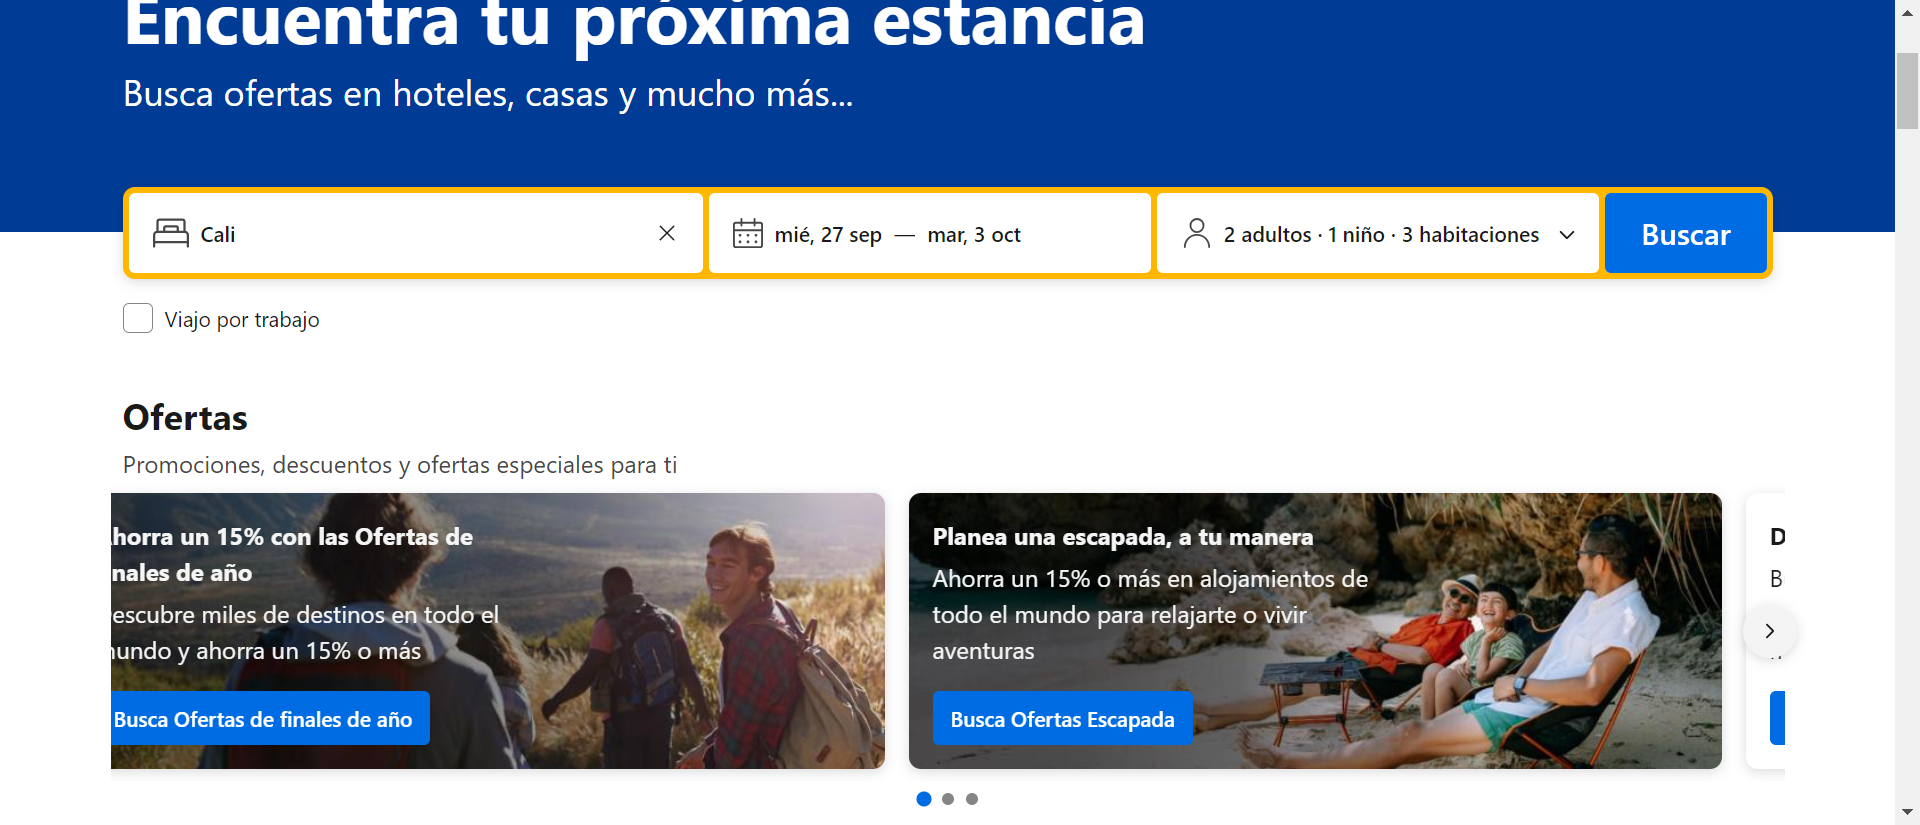 Encuentra tu próxima estancia
Busca ofertas en hoteles, casas y mucho más...
Cali
mié, 27 sep — mar, 3 oct
2 adultos · 1 niño · 3 habitaciones
Buscar
Viajo por trabajo
Ofertas
Promociones, descuentos y ofertas especiales para ti
horra un 15% con las Ofertas de
nales de año
escubre miles de destinos en todo el
undo y ahorra un 15% o más
Busca Ofertas de finales de año
Planea una escapada, a tu manera
Ahorra un 15% o más en alojamientos de
todo el mundo para relajarte o vivir
aventuras
Busca Ofertas Escapada
D
B